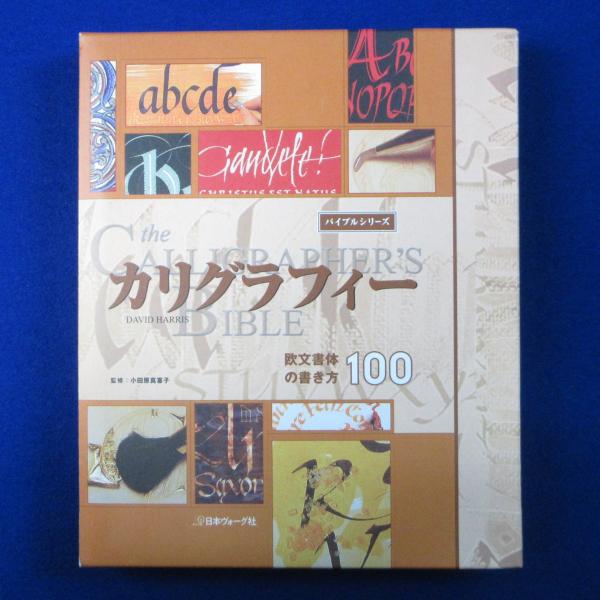 abcde
ABC
NOPQR
Gaudete!
CHRISTUS EST NATUS
バイブルシリーズ
the
CALLIGRAPHER'S
カリグラフィー
DAVID HARRIS
BIBLE
欧文書体
の書き方 100
監修：小田原真喜子
STUVWXYZ
日本ヴォーグ社